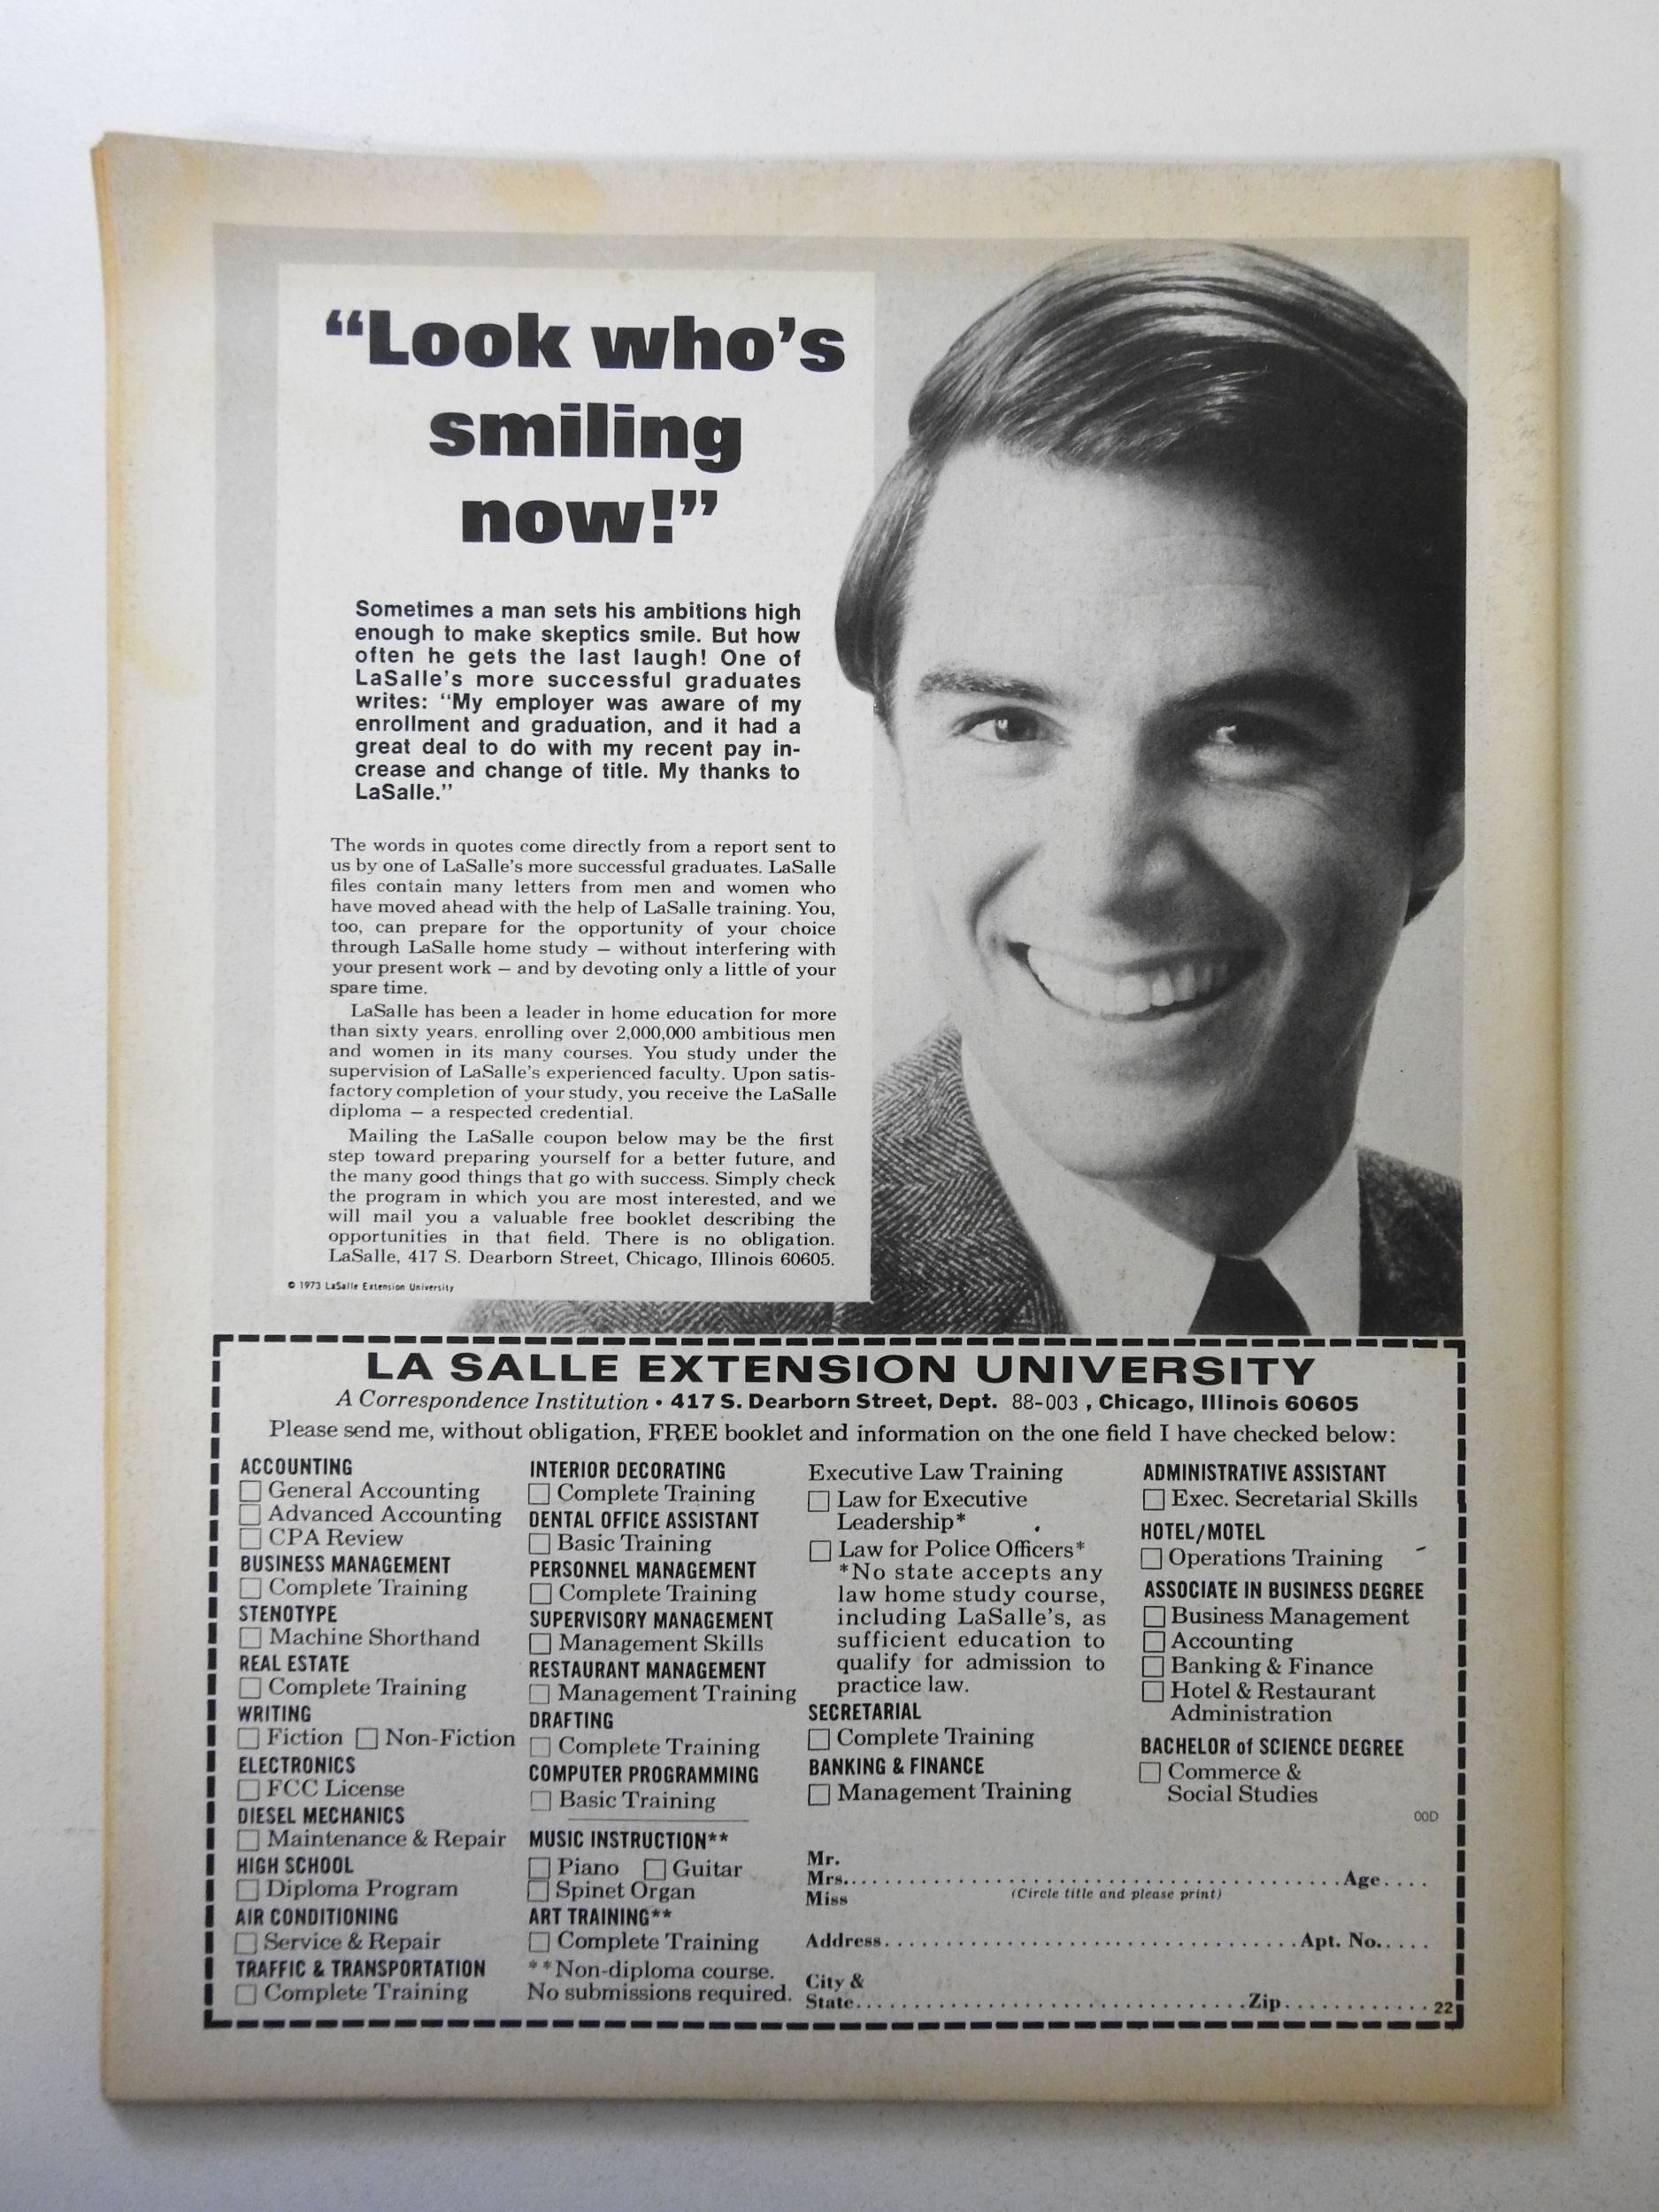 “Look who’s
smiling
now!”
Sometimes a man sets his ambitions high
enough to make skeptics smile. But how
often he gets the last laugh! One of
LaSalle’s more successful graduates
writes: “My employer was aware of my
enrollment and graduation, and it had a
great deal to do with my recent pay in-
crease and change of title. My thanks to
LaSalle.”
The words in quotes come directly from a report sent to
us by one of LaSalle’s more successful graduates. LaSalle
files contain many letters from men and women who
have moved ahead with the help of LaSalle training. You,
too, can prepare for the opportunity of your choice
through LaSalle home study — without interfering with
your present work — and by devoting only a little of your
spare time.
LaSalle has been a leader in home education for more
than sixty years, enrolling over 2,000,000 ambitious men
and women in its many courses. You study under the
supervision of LaSalle’s experienced faculty. Upon satis-
factory completion of your study, you receive the LaSalle
diploma — a respected credential.
Mailing the LaSalle coupon below may be the first
step toward preparing yourself for a better future, and
the many good things that go with success. Simply check
the program in which you are most interested, and we
will mail you a valuable free booklet describing the
opportunities in that field. There is no obligation.
LaSalle, 417 S. Dearborn Street, Chicago, Illinois 60605.
© 1973 LaSalle Extension University
LA SALLE EXTENSION UNIVERSITY
A Correspondence Institution • 417 S. Dearborn Street, Dept. 88-003 , Chicago, Illinois 60605
Please send me, without obligation, FREE booklet and information on the one field I have checked below:
ACCOUNTING
☐ General Accounting
☐ Advanced Accounting
☐ CPA Review
BUSINESS MANAGEMENT
☐ Complete Training
STENOTYPE
☐ Machine Shorthand
REAL ESTATE
☐ Complete Training
WRITING
☐ Fiction ☐ Non-Fiction
ELECTRONICS
☐ FCC License
DIESEL MECHANICS
☐ Maintenance & Repair
HIGH SCHOOL
☐ Diploma Program
AIR CONDITIONING
☐ Service & Repair
TRAFFIC & TRANSPORTATION
☐ Complete Training
INTERIOR DECORATING
☐ Complete Training
DENTAL OFFICE ASSISTANT
☐ Basic Training
PERSONNEL MANAGEMENT
☐ Complete Training
SUPERVISORY MANAGEMENT
☐ Management Skills
RESTAURANT MANAGEMENT
☐ Management Training
DRAFTING
☐ Complete Training
COMPUTER PROGRAMMING
☐ Basic Training
MUSIC INSTRUCTION**
☐ Piano ☐ Guitar
☐ Spinet Organ
ART TRAINING**
☐ Complete Training
**Non-diploma course.
No submissions required.
Executive Law Training
☐ Law for Executive
Leadership*
☐ Law for Police Officers*
*No state accepts any
law home study course,
including LaSalle’s, as
sufficient education to
qualify for admission to
practice law.
SECRETARIAL
☐ Complete Training
BANKING & FINANCE
☐ Management Training
ADMINISTRATIVE ASSISTANT
☐ Exec. Secretarial Skills
HOTEL/MOTEL
☐ Operations Training
ASSOCIATE IN BUSINESS DEGREE
☐ Business Management
☐ Accounting
☐ Banking & Finance
☐ Hotel & Restaurant
Administration
BACHELOR of SCIENCE DEGREE
☐ Commerce &
Social Studies
00D
Mr.
Mrs. Age
Miss (Circle title and please print)
Address Apt. No.
City &
State Zip 22